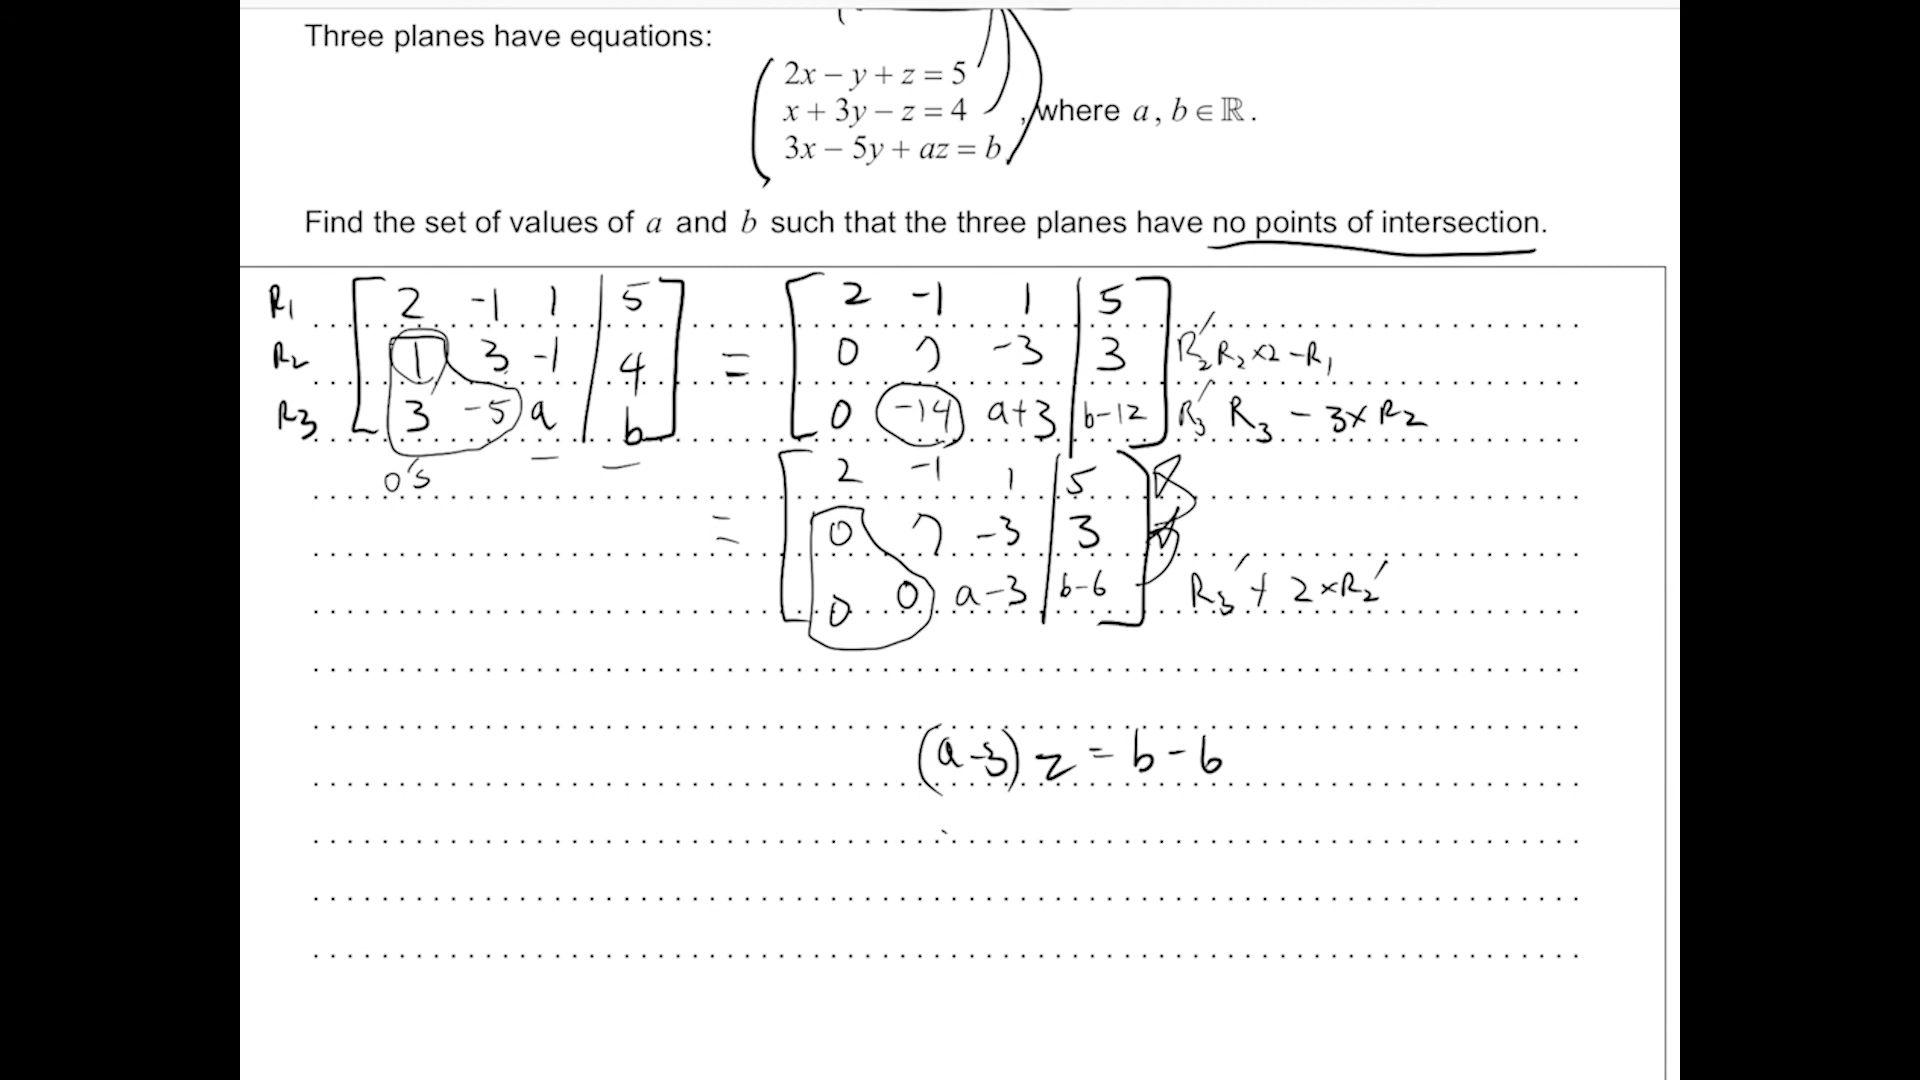 Three planes have equations:
2x − y + z = 5
x + 3y − z = 4 , where a, b ∈ ℝ.
3x − 5y + az = b
Find the set of values of a and b such that the three planes have no points of intersection.
R1 [ 2 -1 1 | 5 ] [ 2 -1 1 | 5 ]
R2 [ 1 3 -1 | 4 ] = [ 0 7 -3 | 3 ] R2′ R2 ×2 - R1
R3 [ 3 -5 a | b ] [ 0 -14 a+3 | b-12 ] R3′ R3 - 3×R2
0's [ 2 -1 1 | 5 ]
= [ 0 7 -3 | 3 ]
[ 0 0 a-3 | b-6 ] R3′ + 2×R2′
(a-3) z = b-6